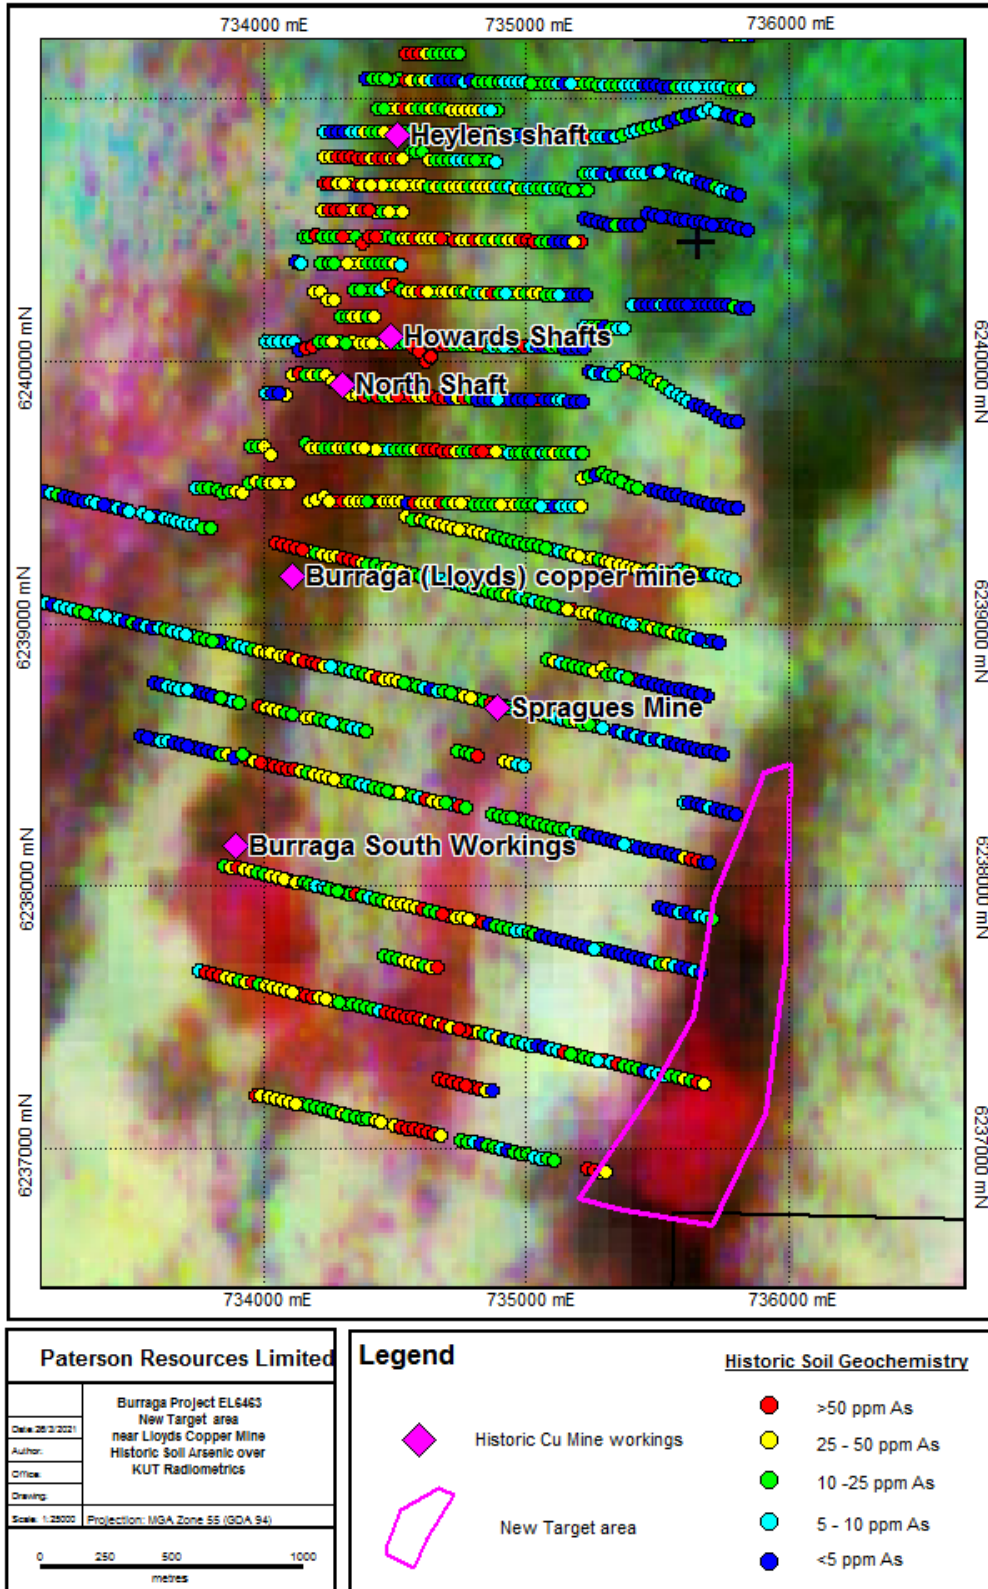 734000 mE 735000 mE 736000 mE
Heylens shaft
Howards Shafts
6240000 mN 6240000 mN
North Shaft
Burraga (Lloyds) copper mine
6239000 mN 6239000 mN
Spragues Mine
Burraga South Workings
6238000 mN 6238000 mN
6237000 mN 6237000 mN
734000 mE 735000 mE 736000 mE
Paterson Resources Limited
Burraga Project EL6463
New Target area
near Lloyds Copper Mine
Historic Soil Arsenic over
KUT Radiometrics
Date: 26/3/2021
Author:
Office:
Drawing:
Scale: 1:25000 Projection: MGA Zone 55 (GDA 94)
0 250 500 1000
metres
Legend
Historic Cu Mine workings
New Target area
Historic Soil Geochemistry
>50 ppm As
25 - 50 ppm As
10 -25 ppm As
5 - 10 ppm As
<5 ppm As